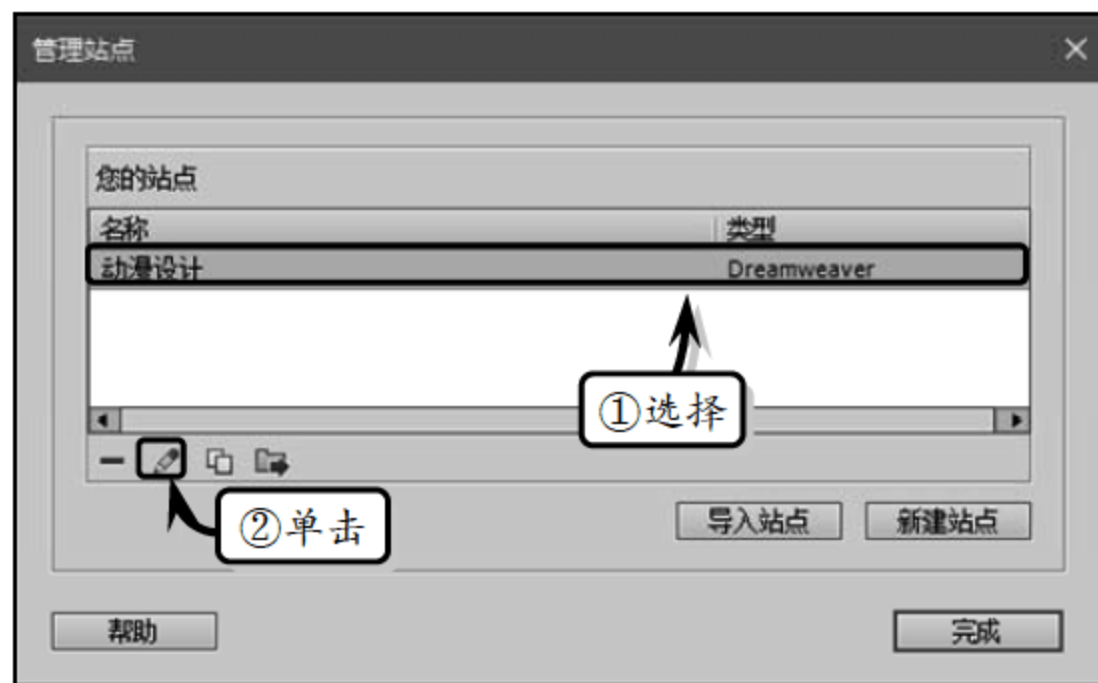 管理站点
您的站点
名称 类型
动漫设计 Dreamweaver
①选择
②单击
导入站点 新建站点
帮助 完成